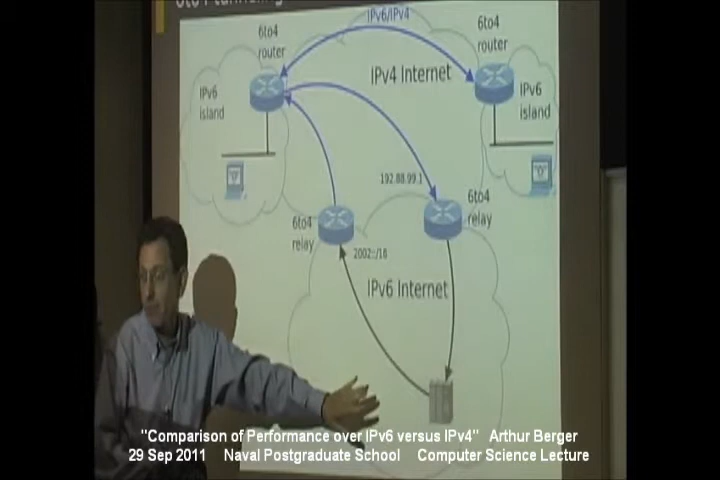 6to4 Tunneling
IPv6/IPv4
6to4
router
6to4
router
IPv4 Internet
IPv6
island
IPv6
island
192.88.99.1
6to4
relay
6to4
relay
2002::/16
IPv6 Internet
"Comparison of Performance over IPv6 versus IPv4" Arthur Berger
29 Sep 2011 Naval Postgraduate School Computer Science Lecture